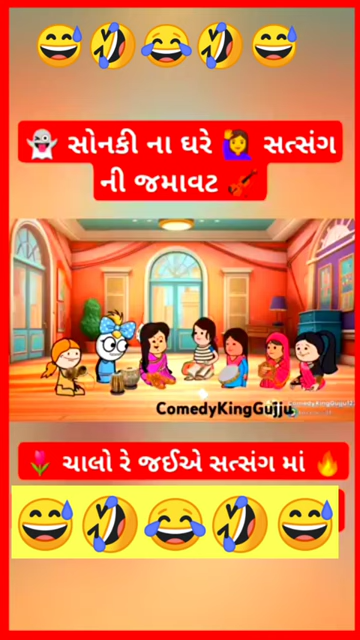 👻 સોનકી ના ઘરે 🙋‍♀️ સત્સંગ
ની જમાવટ 🎻
ComedyKingGujju
🌷 ચાલો રે જઈએ સત્સંગ માં 🔥